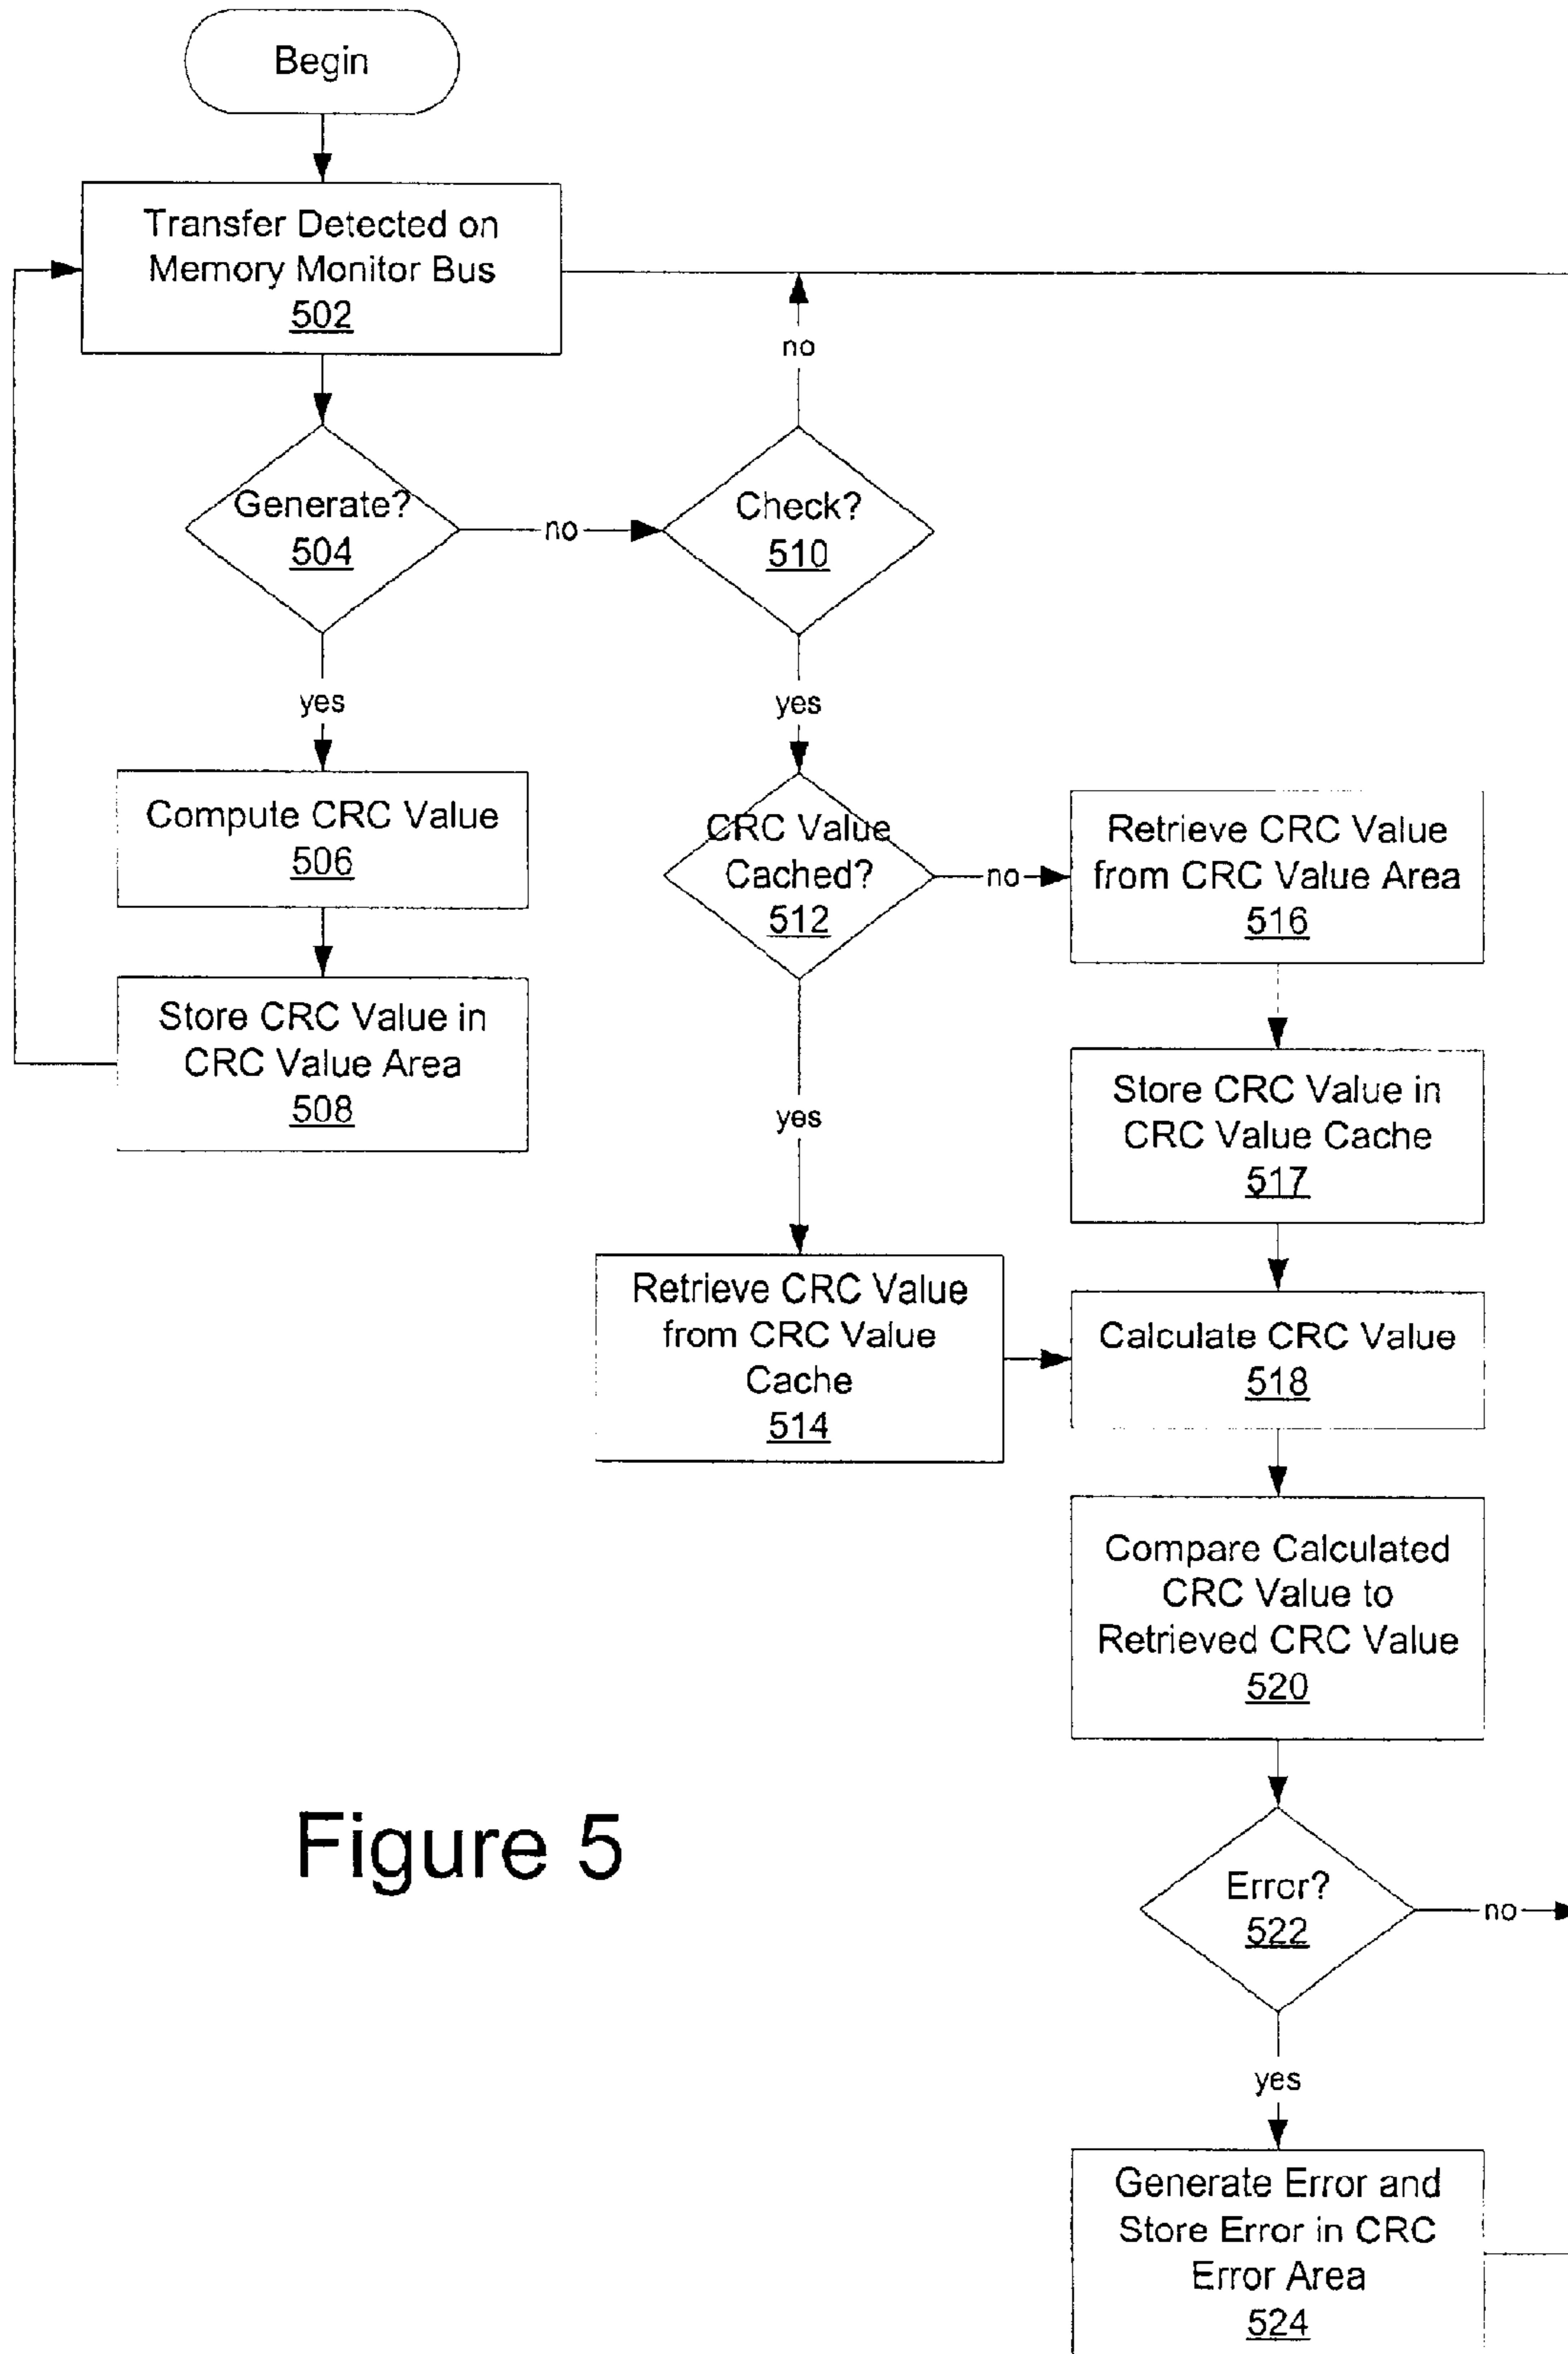 Begin
Transfer Detected on
Memory Monitor Bus
502
no
Generate?
504
no
Check?
510
yes
yes
Compute CRC Value
506
CRC Value
Cached?
512
no
Retrieve CRC Value
from CRC Value Area
516
Store CRC Value in
CRC Value Area
508
yes
Store CRC Value in
CRC Value Cache
517
Retrieve CRC Value
from CRC Value
Cache
514
Calculate CRC Value
518
Compare Calculated
CRC Value to
Retrieved CRC Value
520
Figure 5
Error?
522
no
yes
Generate Error and
Store Error in CRC
Error Area
524